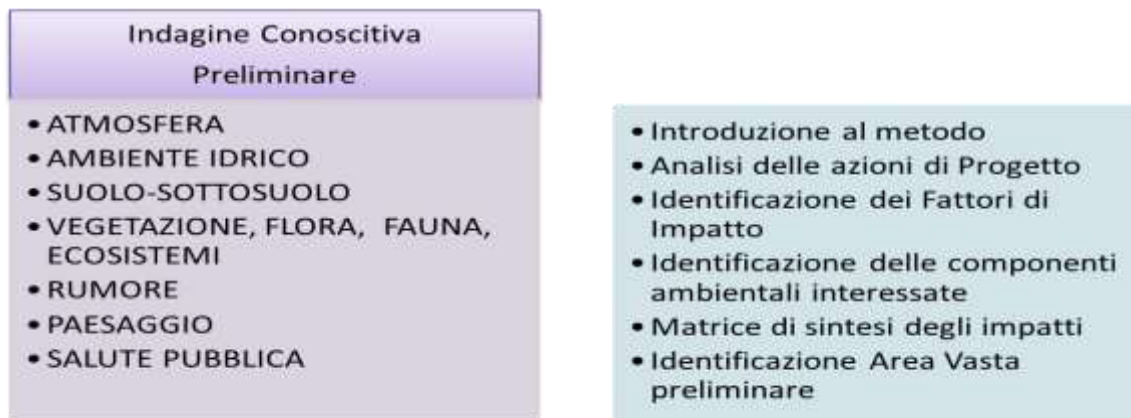 Indagine Conoscitiva
Preliminare
• ATMOSFERA
• AMBIENTE IDRICO
• SUOLO-SOTTOSUOLO
• VEGETAZIONE, FLORA, FAUNA,
ECOSISTEMI
• RUMORE
• PAESAGGIO
• SALUTE PUBBLICA
• Introduzione al metodo
• Analisi delle azioni di Progetto
• Identificazione dei Fattori di
Impatto
• Identificazione delle componenti
ambientali interessate
• Matrice di sintesi degli impatti
• Identificazione Area Vasta
preliminare